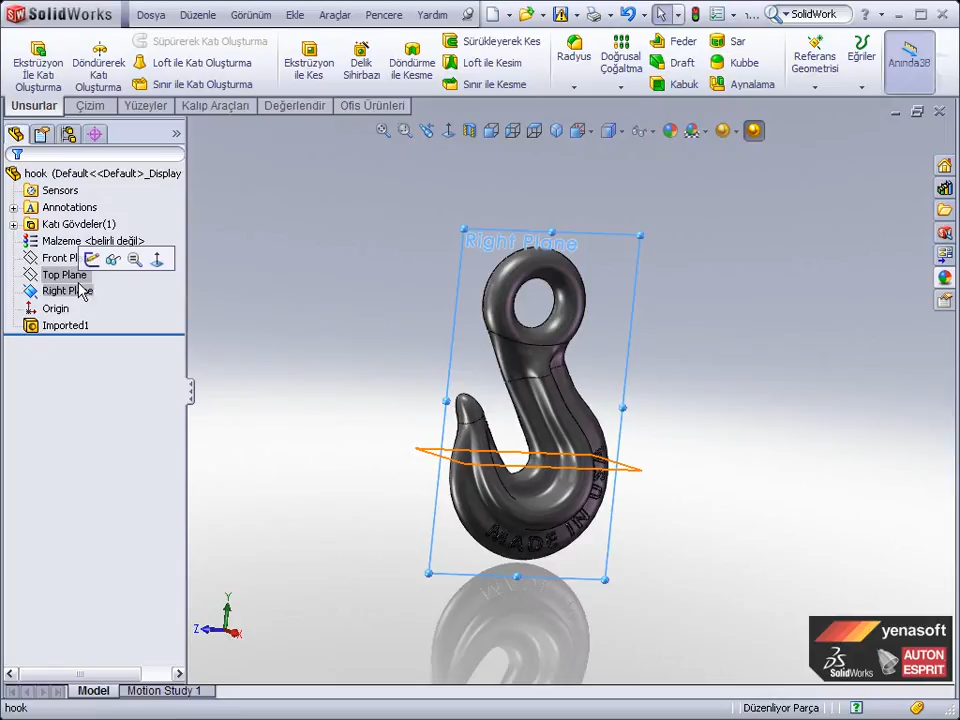 SolidWorks
Dosya Düzenle Görünüm Ekle Araçlar Pencere Yardım
... SolidWork
Ekstrüzyon İle Katı Oluşturma
Döndürerek Katı Oluşturma
Süpürerek Katı Oluşturma
Loft ile Katı Oluşturma
Sınır ile Katı Oluşturma
Ekstrüzyon ile Kes
Delik Sihirbazı
Döndürme ile Kesme
Sürükleyerek Kes
Loft ile Kesim
Sınır ile Kesme
Radyus
Doğrusal Çoğaltma
Feder
Draft
Kabuk
Sar
Kubbe
Aynalama
Referans Geometrisi
Eğriler
Anında3B
Unsurlar Çizim Yüzeyler Kalıp Araçları Değerlendir Ofis Ürünleri
hook (Default<<Default>_Display
Sensors
Annotations
Katı Gövdeler(1)
Malzeme <belirli değil>
Front Pl
Top Plane
Right Plane
Origin
Imported1
Right Plane
MADE IN USA
Y
Z
X
yenasoft
SolidWorks
AUTON
ESPRIT
Model Motion Study 1
hook
Düzenliyor Parça